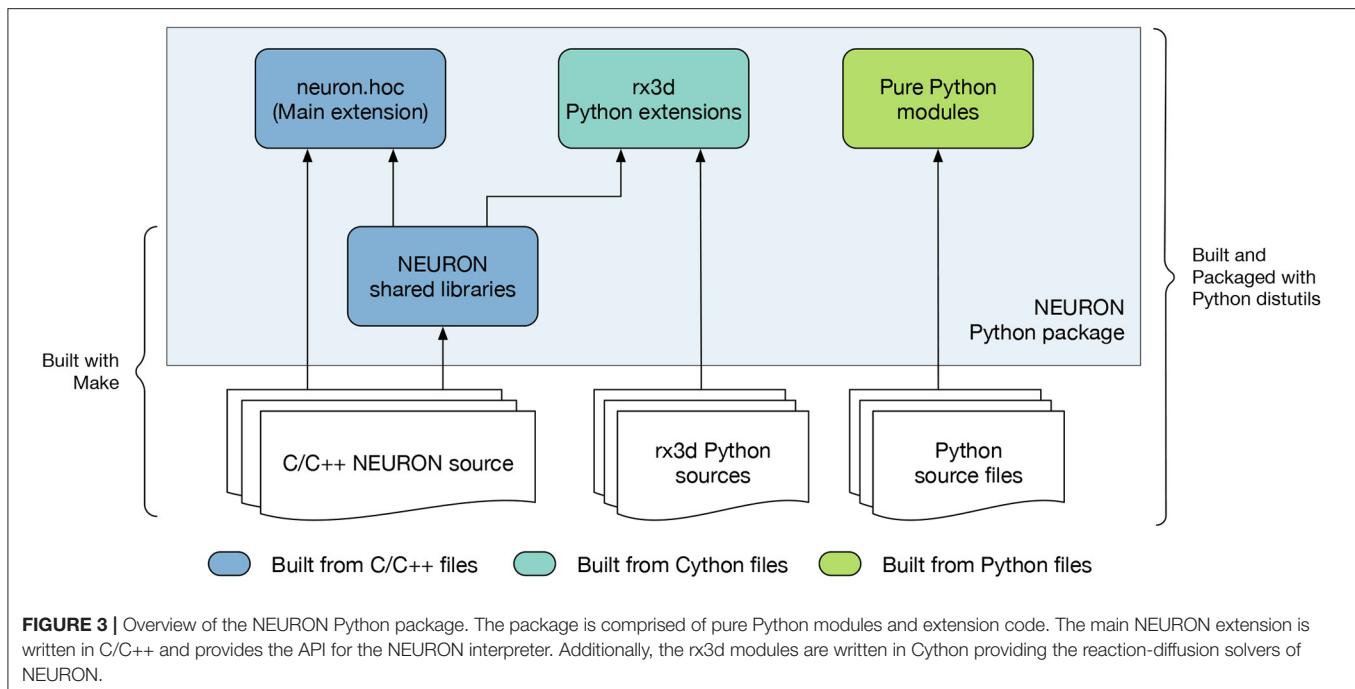 neuron.hoc
(Main extension)
rx3d
Python extensions
Pure Python
modules
NEURON
shared libraries
NEURON
Python package
Built with
Make
Built and
Packaged with
Python distutils
C/C++ NEURON source
rx3d Python
sources
Python
source files
Built from C/C++ files
Built from Cython files
Built from Python files
FIGURE 3 | Overview of the NEURON Python package. The package is comprised of pure Python modules and extension code. The main NEURON extension is
written in C/C++ and provides the API for the NEURON interpreter. Additionally, the rx3d modules are written in Cython providing the reaction-diffusion solvers of
NEURON.